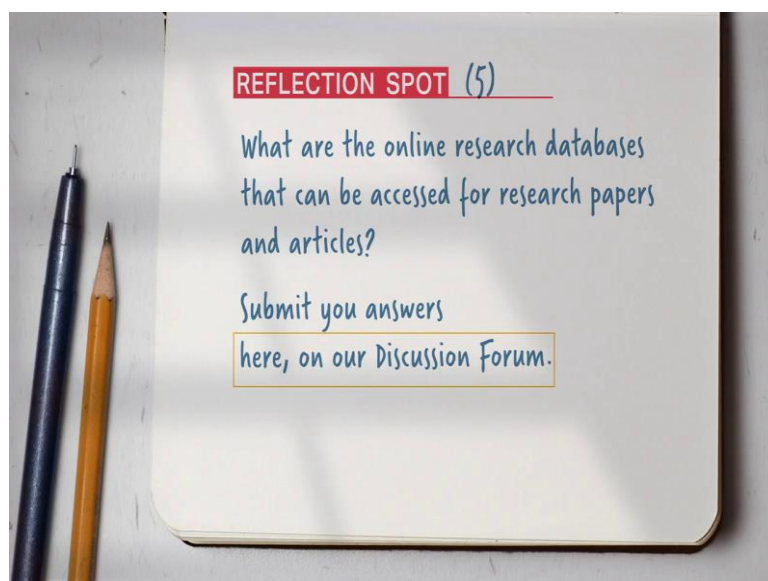 REFLECTION SPOT (5)
What are the online research databases
that can be accessed for research papers
and articles?
Submit you answers
here, on our Discussion Forum.